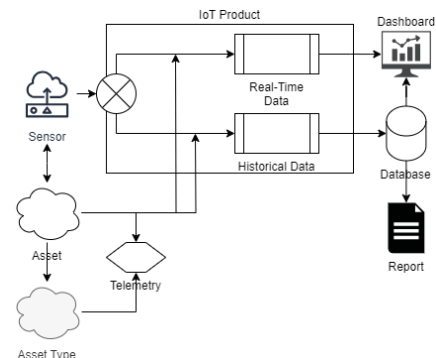 IoT Product
Dashboard
Real-Time
Data
Sensor
Historical Data
Database
Asset
Telemetry
Report
Asset Type